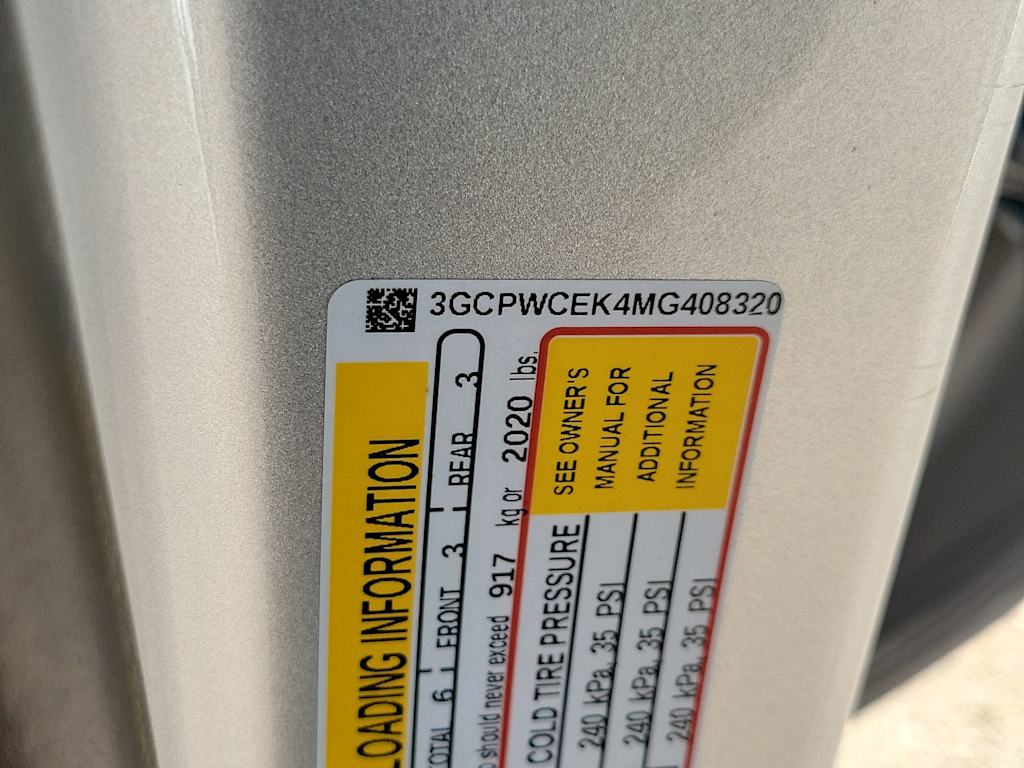 3GCPWCEK4MG408320
LOADING INFORMATION
TOTAL 6 FRONT 3 REAR 3
should never exceed 917 kg or 2020 lbs.
COLD TIRE PRESSURE
240 kPa, 35 PSI
240 kPa, 35 PSI
240 kPa, 35 PSI
SEE OWNER'S
MANUAL FOR
ADDITIONAL
INFORMATION